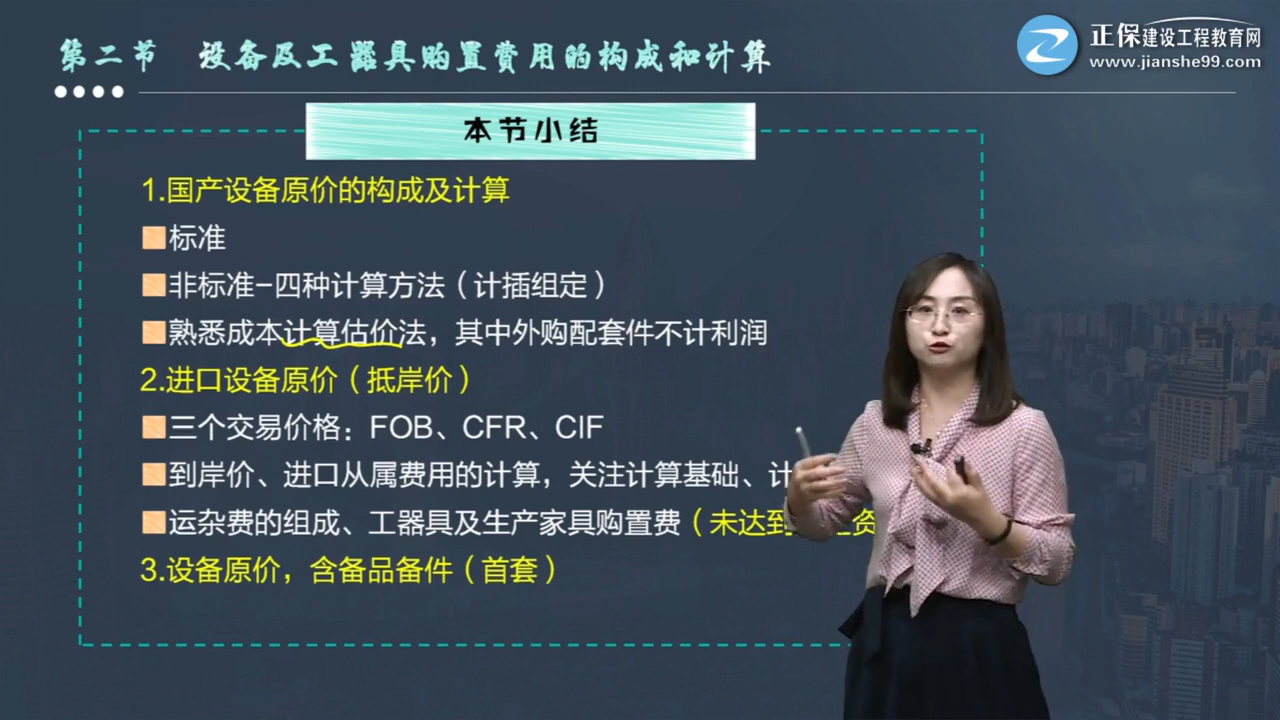 第二节 设备及工器具购置费用的构成和计算
正保建设工程教育网
www.jianshe99.com
本节小结
1.国产设备原价的构成及计算
标准
非标准-四种计算方法（计插组定）
熟悉成本计算估价法，其中外购配套件不计利润
2.进口设备原价（抵岸价）
三个交易价格：FOB、CFR、CIF
到岸价、进口从属费用的计算，关注计算基础、计
运杂费的组成、工器具及生产家具购置费（未达到
3.设备原价，含备品备件（首套）